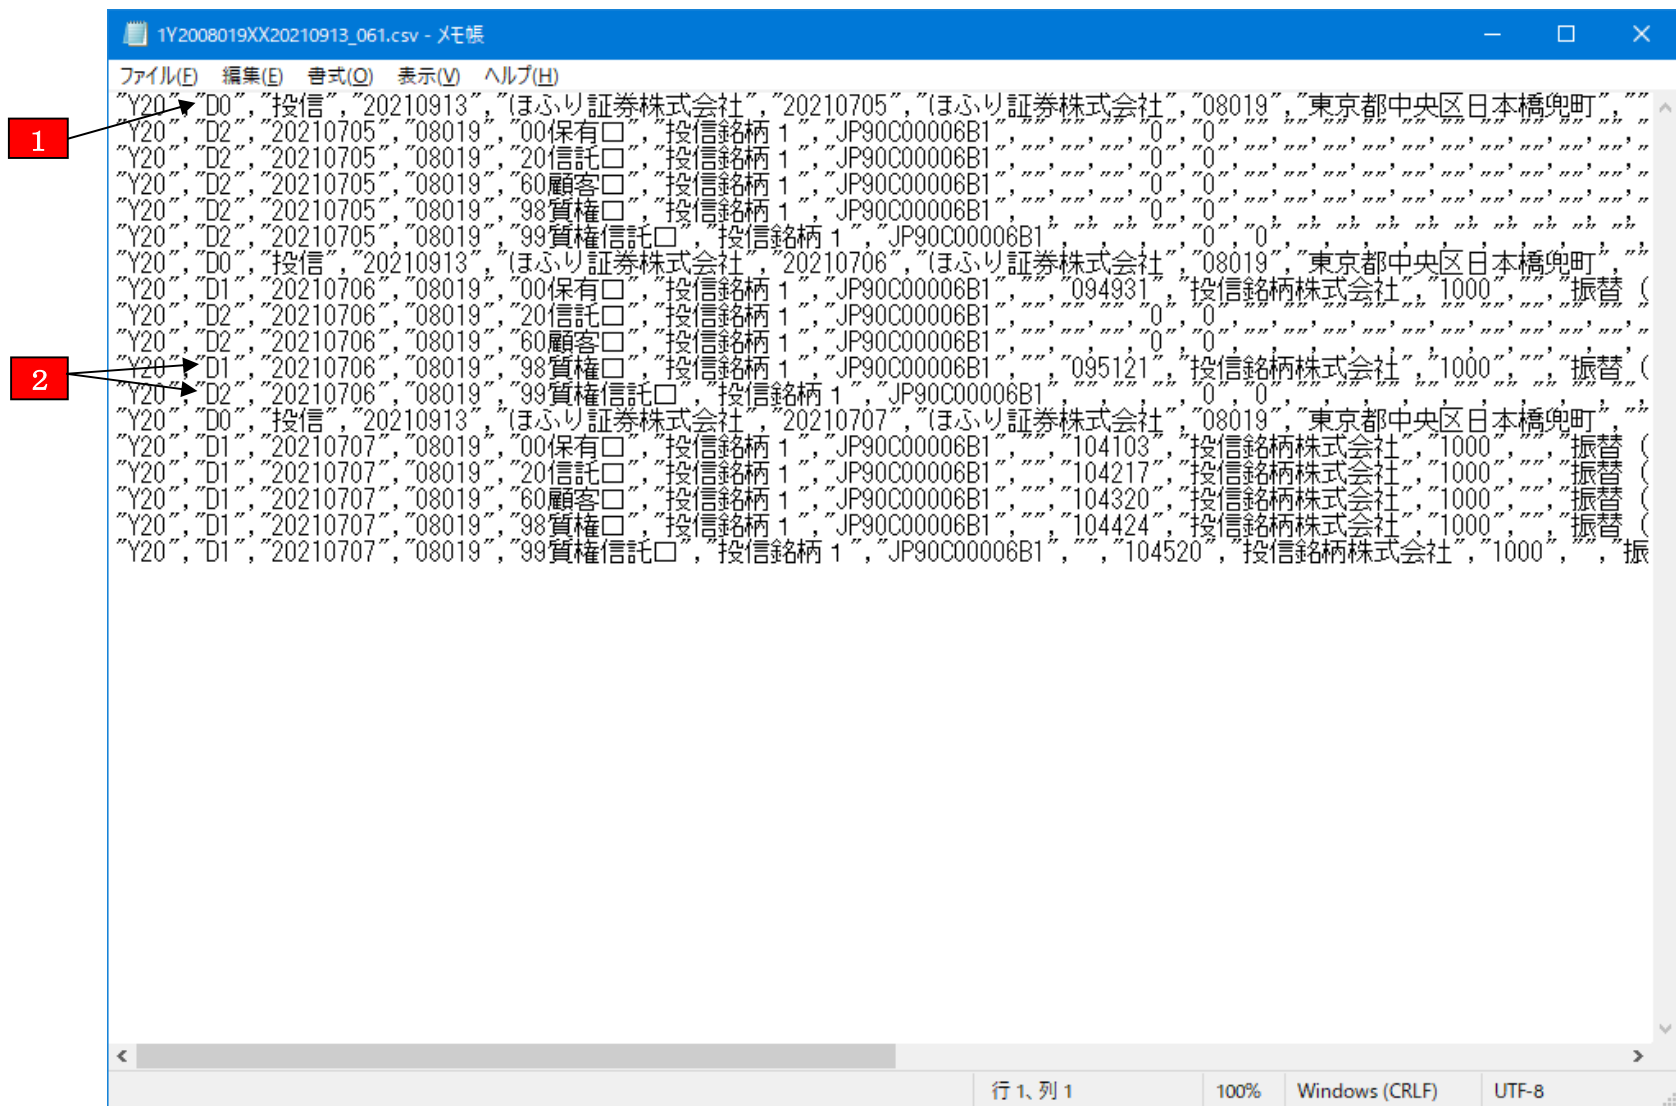 1Y2008019XX20210913_061.csv - メモ帳
ファイル(F) 編集(E) 書式(O) 表示(V) ヘルプ(H)
1
2
"Y20","D0","投信","20210913","ほふり証券株式会社","20210705","ほふり証券株式会社","08019","東京都中央区日本橋兜町",""
"Y20","D2","20210705","08019","00保有口","投信銘柄１","JP90C00006B1","","","","0","0","","","","","","","","","
"Y20","D2","20210705","08019","20信託口","投信銘柄１","JP90C00006B1","","","","0","0","","","","","","","","","
"Y20","D2","20210705","08019","60顧客口","投信銘柄１","JP90C00006B1","","","","0","0","","","","","","","","","
"Y20","D2","20210705","08019","98質権口","投信銘柄１","JP90C00006B1","","","","0","0","","","","","","","","","
"Y20","D2","20210705","08019","99質権信託口","投信銘柄１","JP90C00006B1","","","","0","0","","","","","","","",
"Y20","D0","投信","20210913","ほふり証券株式会社","20210706","ほふり証券株式会社","08019","東京都中央区日本橋兜町",""
"Y20","D1","20210706","08019","00保有口","投信銘柄１","JP90C00006B1","","094931","投信銘柄株式会社","1000","","振替（
"Y20","D2","20210706","08019","20信託口","投信銘柄１","JP90C00006B1","","","","0","0","","","","","","","","","
"Y20","D2","20210706","08019","60顧客口","投信銘柄１","JP90C00006B1","","","","0","0","","","","","","","","","
"Y20","D1","20210706","08019","98質権口","投信銘柄１","JP90C00006B1","","095121","投信銘柄株式会社","1000","","振替（
"Y20","D2","20210706","08019","99質権信託口","投信銘柄１","JP90C00006B1","","","","0","0","","","","","","","",
"Y20","D0","投信","20210913","ほふり証券株式会社","20210707","ほふり証券株式会社","08019","東京都中央区日本橋兜町",""
"Y20","D1","20210707","08019","00保有口","投信銘柄１","JP90C00006B1","","104103","投信銘柄株式会社","1000","","振替（
"Y20","D1","20210707","08019","20信託口","投信銘柄１","JP90C00006B1","","104217","投信銘柄株式会社","1000","","振替（
"Y20","D1","20210707","08019","60顧客口","投信銘柄１","JP90C00006B1","","104320","投信銘柄株式会社","1000","","振替（
"Y20","D1","20210707","08019","98質権口","投信銘柄１","JP90C00006B1","","104424","投信銘柄株式会社","1000","","振替（
"Y20","D1","20210707","08019","99質権信託口","投信銘柄１","JP90C00006B1","","104520","投信銘柄株式会社","1000","","振
行 1、列 1 100% Windows (CRLF) UTF-8